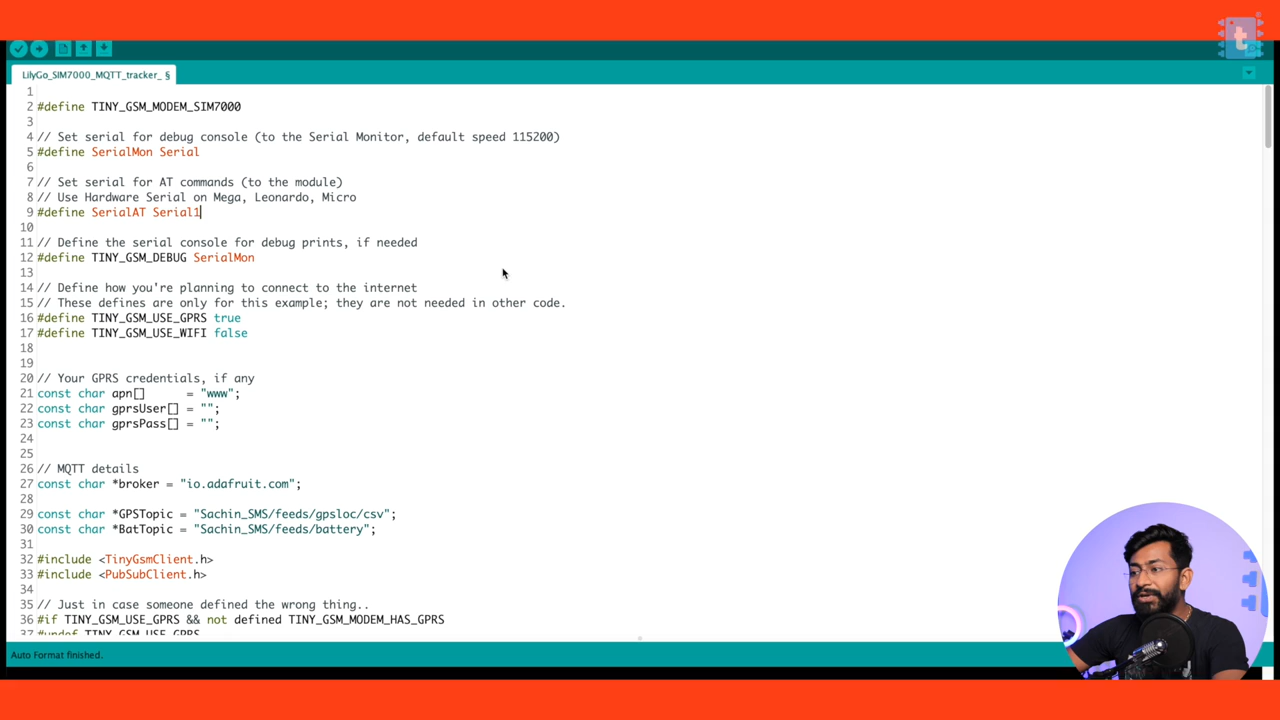 t
LilyGo_SIM7000_MQTT_tracker_ §
1
2 #define TINY_GSM_MODEM_SIM7000
3
4 // Set serial for debug console (to the Serial Monitor, default speed 115200)
5 #define SerialMon Serial
6
7 // Set serial for AT commands (to the module)
8 // Use Hardware Serial on Mega, Leonardo, Micro
9 #define SerialAT Serial1
10
11 // Define the serial console for debug prints, if needed
12 #define TINY_GSM_DEBUG SerialMon
13
14 // Define how you're planning to connect to the internet
15 // These defines are only for this example; they are not needed in other code.
16 #define TINY_GSM_USE_GPRS true
17 #define TINY_GSM_USE_WIFI false
18
19
20 // Your GPRS credentials, if any
21 const char apn[]      = "www";
22 const char gprsUser[] = "";
23 const char gprsPass[] = "";
24
25
26 // MQTT details
27 const char *broker = "io.adafruit.com";
28
29 const char *GPSTopic = "Sachin_SMS/feeds/gpsloc/csv";
30 const char *BatTopic = "Sachin_SMS/feeds/battery";
31
32 #include <TinyGsmClient.h>
33 #include <PubSubClient.h>
34
35 // Just in case someone defined the wrong thing..
36 #if TINY_GSM_USE_GPRS && not defined TINY_GSM_MODEM_HAS_GPRS
37 #undef TINY_GSM_USE_GPRS
Auto Format finished.